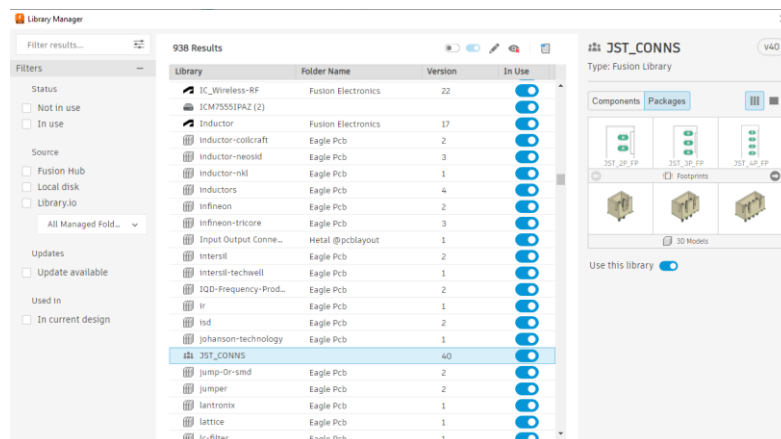 Library Manager
Filter results...
Filters
Status
Not in use
In use
Source
Fusion Hub
Local disk
Library.io
All Managed Fold...
Updates
Update available
Used in
In current design
938 Results
Library Folder Name Version In Use
IC_Wireless-RF Fusion Electronics 22
ICM7555IPAZ (2)
Inductor Fusion Electronics 17
inductor-coilcraft Eagle Pcb 2
inductor-neosid Eagle Pcb 3
inductor-nkl Eagle Pcb 1
inductors Eagle Pcb 4
infineon Eagle Pcb 2
infineon-tricore Eagle Pcb 3
Input Output Conne... Hetal @pcblayout 1
intersil Eagle Pcb 2
intersil-techwell Eagle Pcb 1
IQD-Frequency-Prod... Eagle Pcb 2
ir Eagle Pcb 1
isd Eagle Pcb 2
johanson-technology Eagle Pcb 1
JST_CONNS 40
jump-0r-smd Eagle Pcb 2
jumper Eagle Pcb 2
lantronix Eagle Pcb 1
lattice Eagle Pcb 1
lc-filter Eagle Pcb
JST_CONNS v40
Type: Fusion Library
Components Packages
JST_2P_FP JST_3P_FP JST_4P_FP
Footprints
3D Models
Use this library